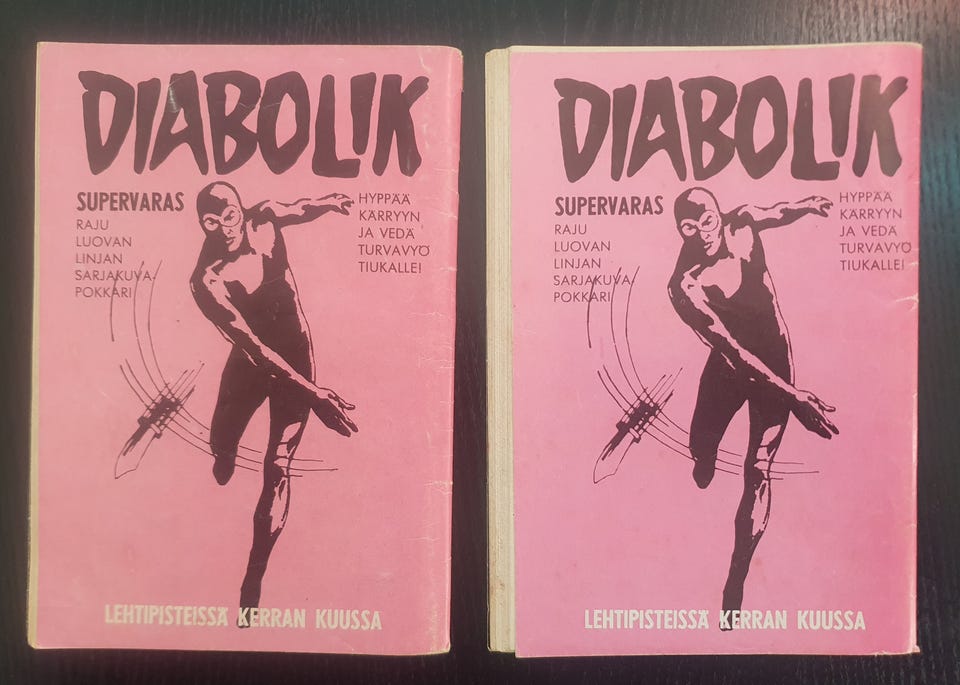 DIABOLIK
SUPERVARAS
RAJU
LUOVAN
LINJAN
SARJAKUVA-
POKKARI
HYPPÄÄ
KÄRRYYN
JA VEDÄ
TURVAVYÖ
TIUKALLE!
LEHTIPISTEISSÄ KERRAN KUUSSA
DIABOLIK
SUPERVARAS
RAJU
LUOVAN
LINJAN
SARJAKUVA-
POKKARI
HYPPÄÄ
KÄRRYYN
JA VEDÄ
TURVAVYÖ
TIUKALLE!
LEHTIPISTEISSÄ KERRAN KUUSSA